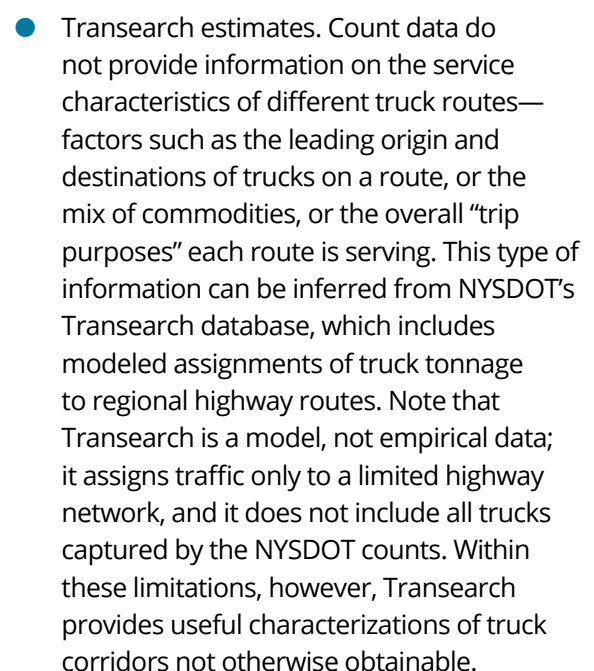 Transearch estimates. Count data do
not provide information on the service
characteristics of different truck routes—
factors such as the leading origin and
destinations of trucks on a route, or the
mix of commodities, or the overall “trip
purposes” each route is serving. This type of
information can be inferred from NYSDOT’s
Transearch database, which includes
modeled assignments of truck tonnage
to regional highway routes. Note that
Transearch is a model, not empirical data;
it assigns traffic only to a limited highway
network, and it does not include all trucks
captured by the NYSDOT counts. Within
these limitations, however, Transearch
provides useful characterizations of truck
corridors not otherwise obtainable.